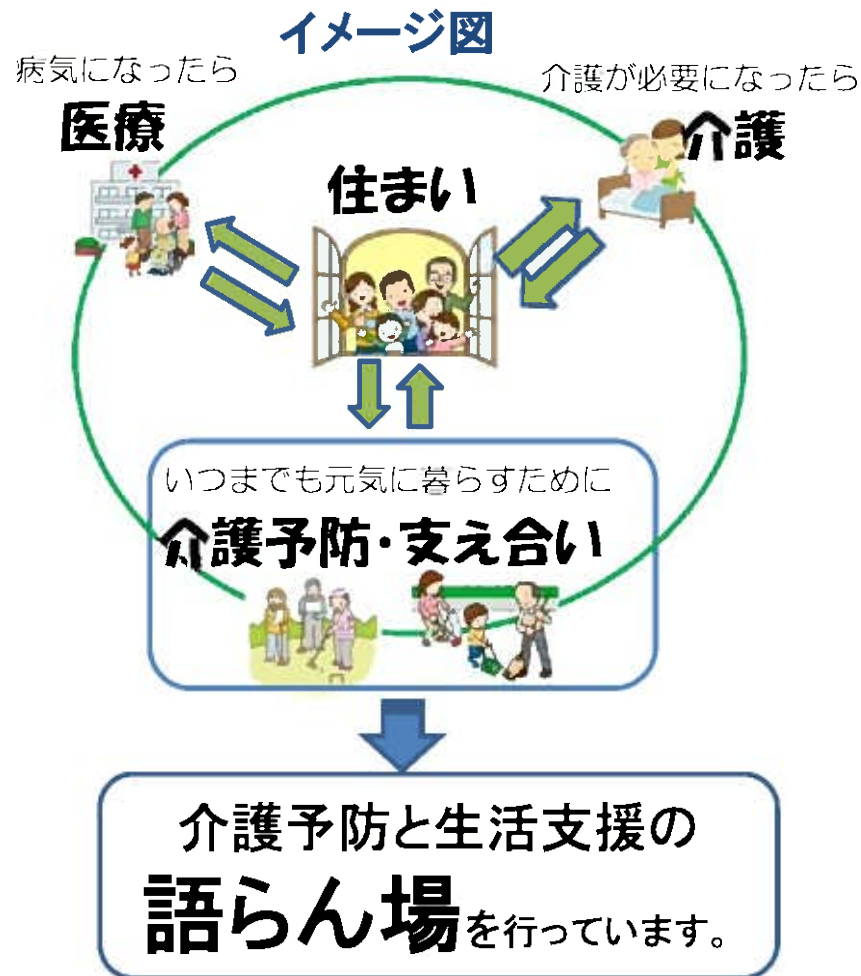 イメージ図
病気になったら
医療
介護が必要になったら
介護
住まい
いつまでも元気に暮らすために
介護予防・支え合い
介護予防と生活支援の
語らん場を行っています。